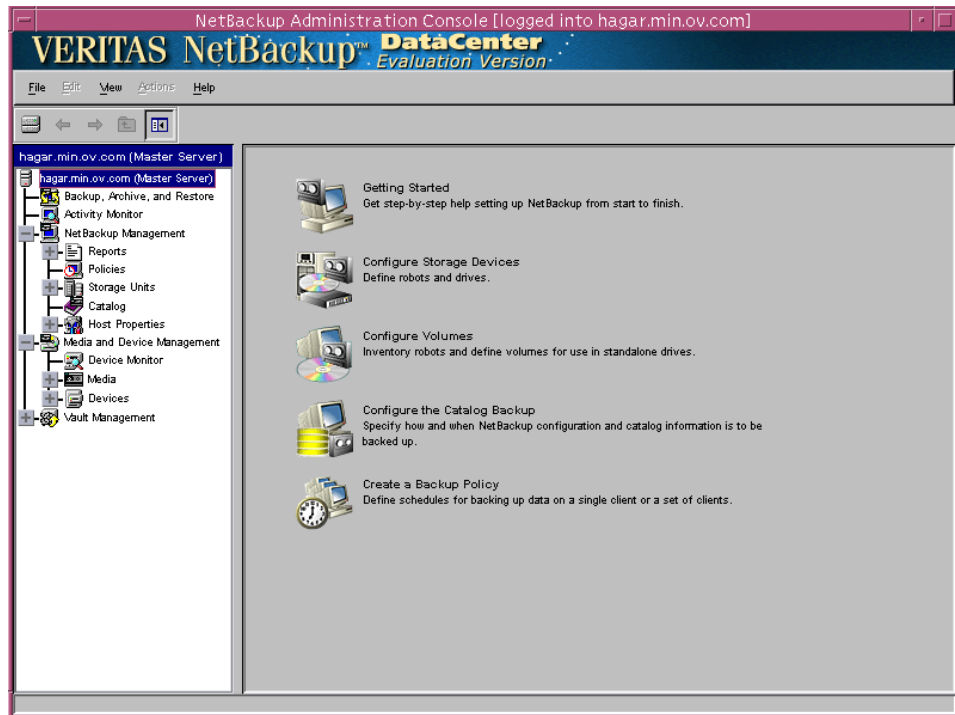 NetBackup Administration Console [logged into hagar.min.ov.com]
VERITAS NetBackup™ DataCenter
Evaluation Version
File Edit View Actions Help
hagar.min.ov.com (Master Server)
hagar.min.ov.com (Master Server)
Backup, Archive, and Restore
Activity Monitor
NetBackup Management
Reports
Policies
Storage Units
Catalog
Host Properties
Media and Device Management
Device Monitor
Media
Devices
Vault Management
Getting Started
Get step-by-step help setting up NetBackup from start to finish.
Configure Storage Devices
Define robots and drives.
Configure Volumes
Inventory robots and define volumes for use in standalone drives.
Configure the Catalog Backup
Specify how and when NetBackup configuration and catalog information is to be
backed up.
Create a Backup Policy
Define schedules for backing up data on a single client or a set of clients.